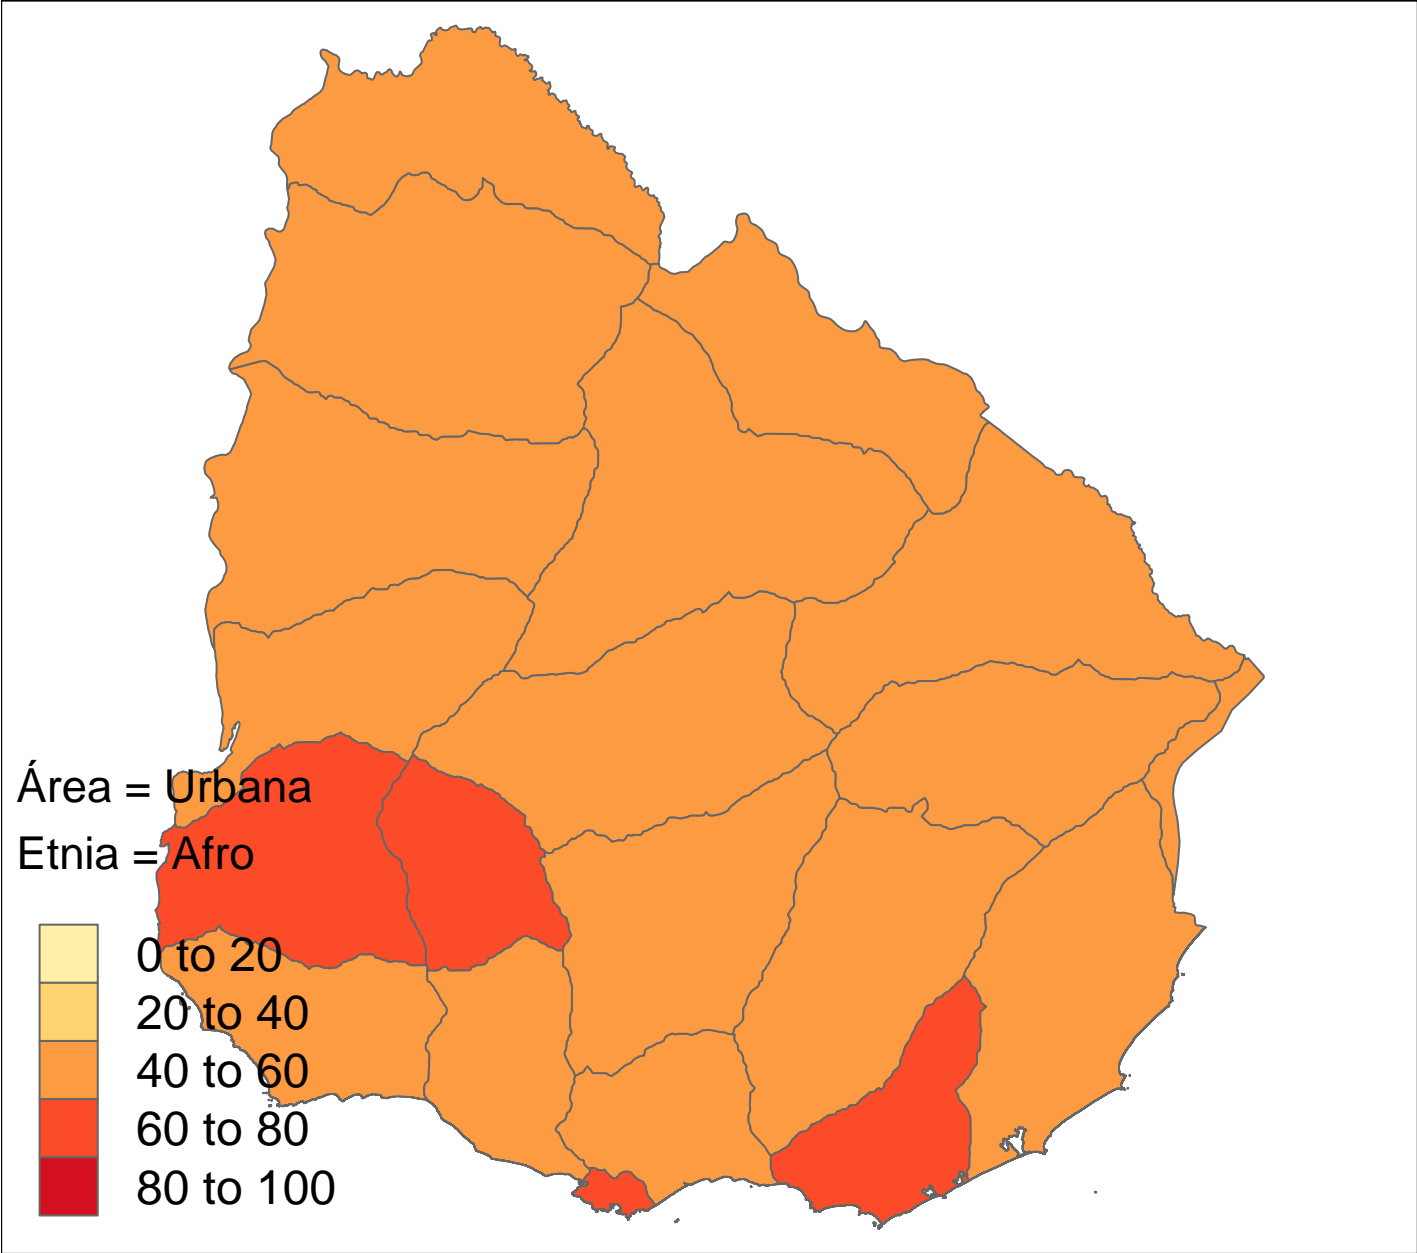 Área = Urbana
Etnia = Afro
0 to 20
20 to 40
40 to 60
60 to 80
80 to 100